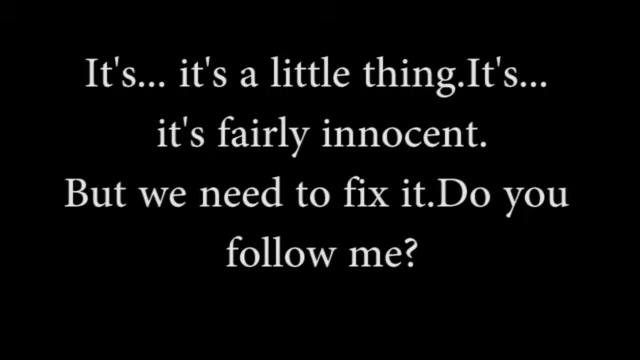 It's... it's a little thing.It's...
it's fairly innocent.
But we need to fix it.Do you
follow me?